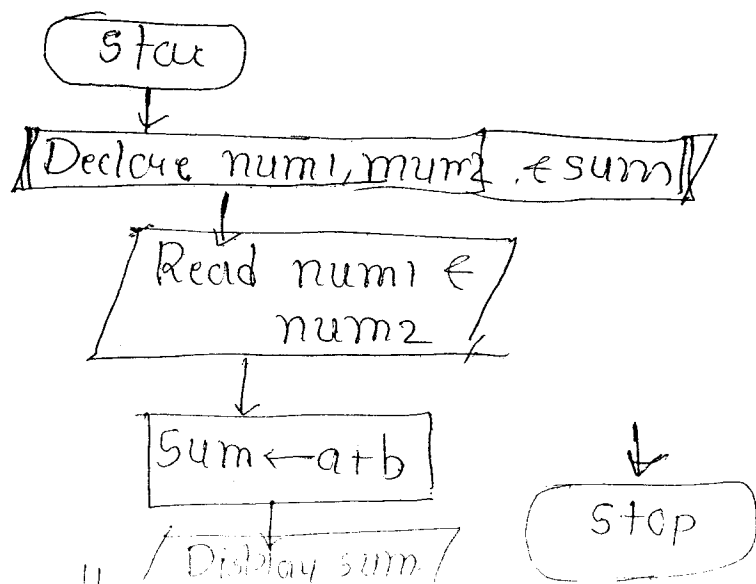 Star
Declare num1, mum2 . & sum
Read num1 &
num2
Sum ← a+b
Display sum
Stop